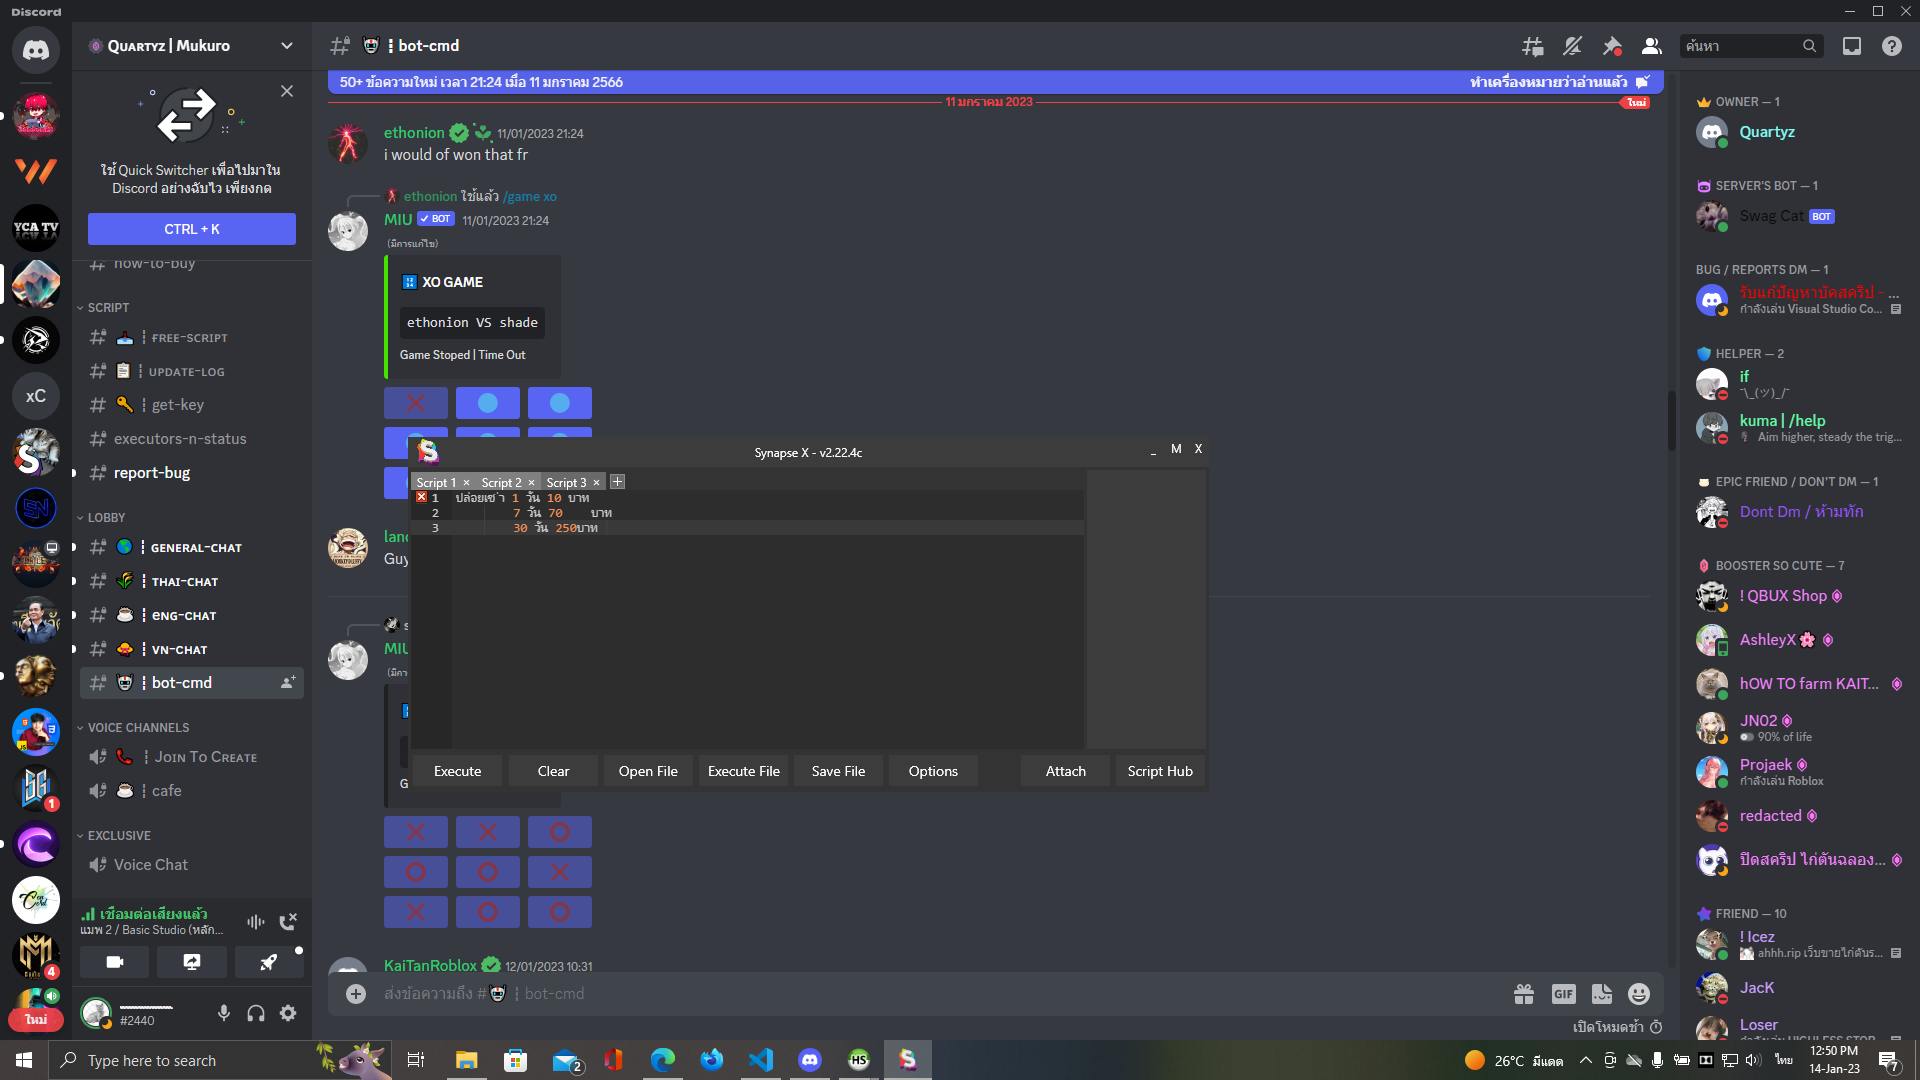 Discord
Quartyz | Mukuro
ใช้ Quick Switcher เพื่อไปมาใน
Discord อย่างฉับไว เพียงกด
CTRL + K
how-to-buy
SCRIPT
FREE-SCRIPT
UPDATE-LOG
get-key
executors-n-status
report-bug
LOBBY
GENERAL-CHAT
THAI-CHAT
eNG-CHAT
VN-CHAT
bot-cmd
VOICE CHANNELS
Join To Create
cafe
EXCLUSIVE
Voice Chat
เชื่อมต่อเสียงแล้ว
แมพ 2 / Basic Studio (หลัก...
#2440
YCA TV
xC
1
4
ใหม่
bot-cmd
ค้นหา
50+ ข้อความใหม่ เวลา 21:24 เมื่อ 11 มกราคม 2566
ทำเครื่องหมายว่าอ่านแล้ว
11 มกราคม 2023
ใหม่
ethonion 11/01/2023 21:24
i would of won that fr
ethonion ใช้แล้ว /game xo
MIU BOT 11/01/2023 21:24
(มีการแก้ไข)
XO GAME
ethonion VS shade
Game Stoped | Time Out
Guy
MIU
Synapse X - v2.22.4c
_ M X
Script 1 × Script 2 × Script 3 × +
1 ปล่อยเช่า 1 วัน 10 บาท
2 7 วัน 70 บาท
3 30 วัน 250บาท
Execute
Clear
Open File
Execute File
Save File
Options
Attach
Script Hub
KaiTanRoblox 12/01/2023 10:31
ส่งข้อความถึง # bot-cmd
GIF
เปิดโหมดช้า
OWNER — 1
Quartyz
SERVER'S BOT — 1
Swag Cat BOT
BUG / REPORTS DM — 1
รับแก้ปัญหาบัคสคริป - ...
กำลังเล่น Visual Studio Co...
HELPER — 2
if
¯\_(ツ)_/¯
kuma | /help
Aim higher, steady the trig...
EPIC FRIEND / DON'T DM — 1
Dont Dm / ห้ามทัก
BOOSTER SO CUTE — 7
! QBUX Shop
AshleyX
hOW TO farm KAIT...
JN02
90% of life
Projaek
กำลังเล่น Roblox
redacted
ปิดสคริป ไก่ตันฉลอง...
FRIEND — 10
! Icez
ahhh.rip เว็บขายไก่ตันร...
JacK
Loser
Type here to search
2
HS
26°C มีแดด
ไทย
12:50 PM
14-Jan-23
7